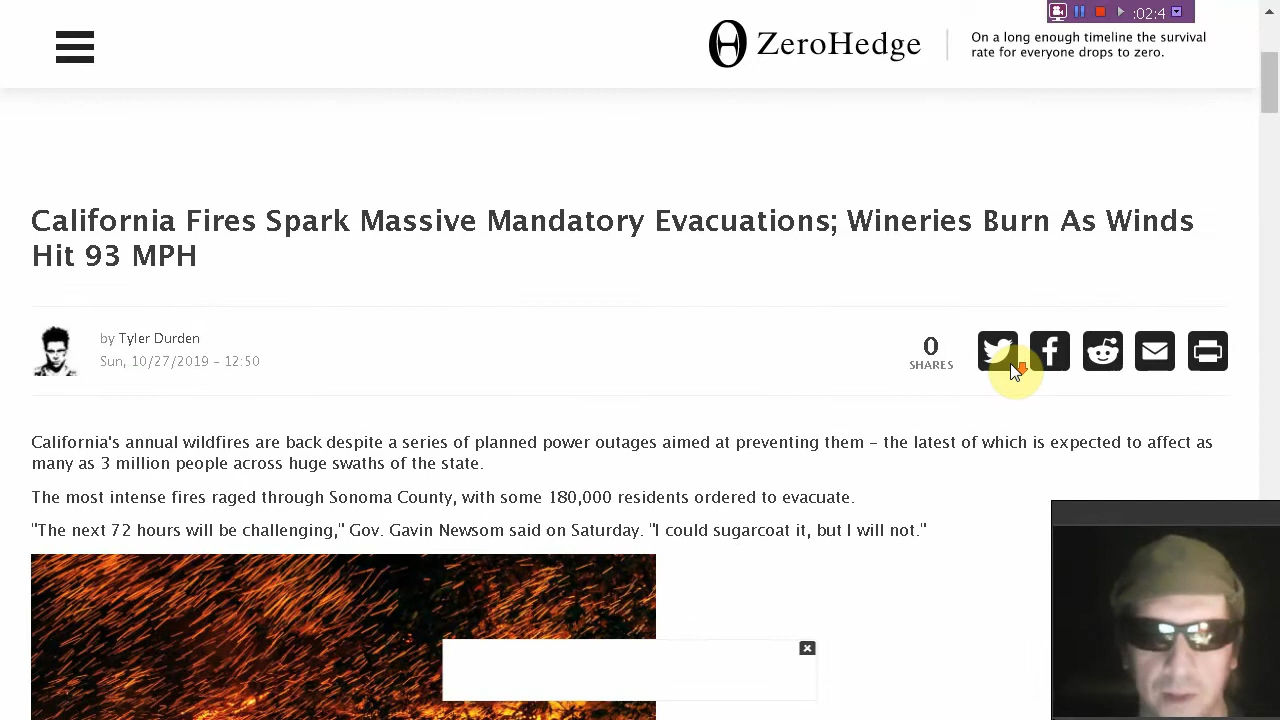 :02:4
ZeroHedge
On a long enough timeline the survival
rate for everyone drops to zero.
California Fires Spark Massive Mandatory Evacuations; Wineries Burn As Winds
Hit 93 MPH
by Tyler Durden
Sun, 10/27/2019 - 12:50
0
SHARES
California's annual wildfires are back despite a series of planned power outages aimed at preventing them - the latest of which is expected to affect as
many as 3 million people across huge swaths of the state.
The most intense fires raged through Sonoma County, with some 180,000 residents ordered to evacuate.
"The next 72 hours will be challenging," Gov. Gavin Newsom said on Saturday. "I could sugarcoat it, but I will not."